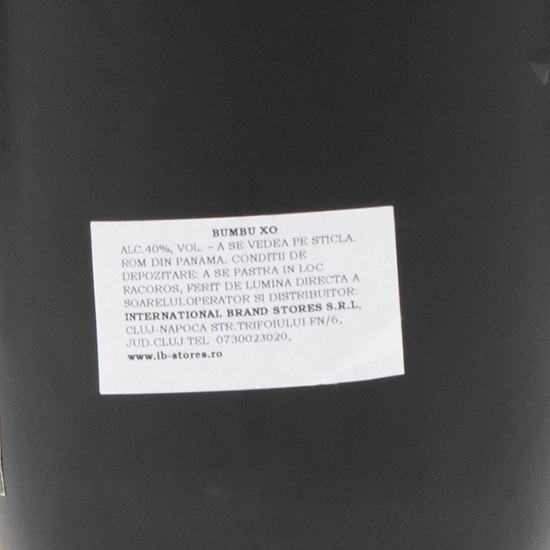 BUMBU XO
ALC.40%, VOL. – A SE VEDEA PE STICLA.
ROM DIN PANAMA. CONDITII DE
DEPOZITARE: A SE PASTRA IN LOC
RACOROS, FERIT DE LUMINA DIRECTA A
SOARELUI.OPERATOR SI DISTRIBUITOR:
INTERNATIONAL BRAND STORES S.R.L,
CLUJ-NAPOCA STR.TRIFOIULUI FN/6,
JUD.CLUJ TEL 0730023020,
www.ib-stores.ro